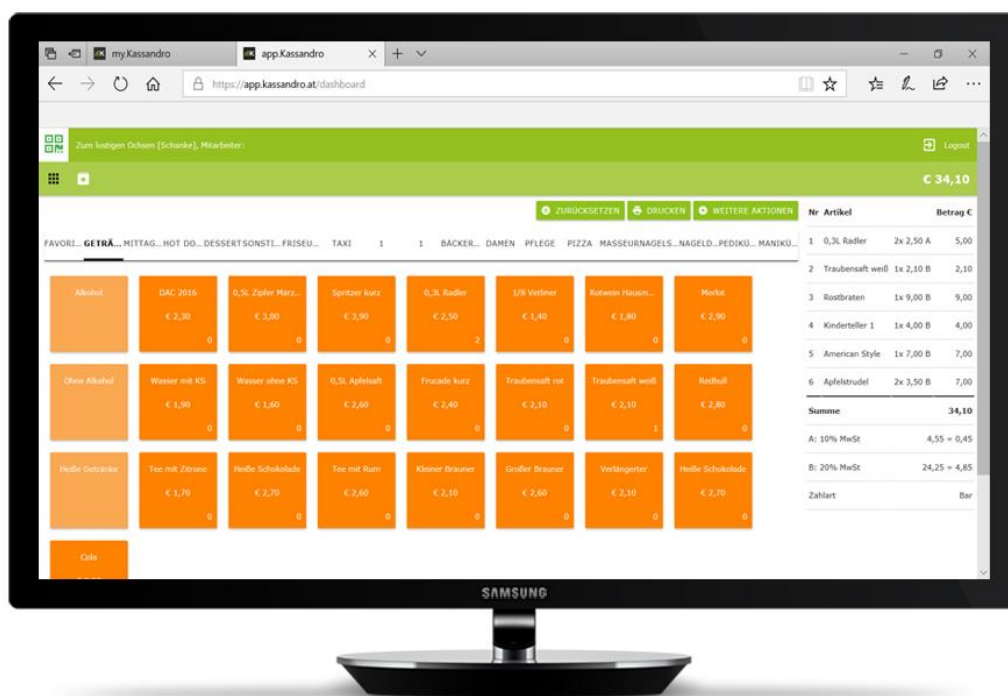 my.Kassandro
app.Kassandro
https://app.kassandro.at/dashboard
Zum lustigen Ochsen [Schanke], Mitarbeiter:
Logout
€ 34,10
ZURÜCKSETZEN DRUCKEN WEITERE AKTIONEN
FAVORI... GETRÄ... MITTAG... HOT DO... DESSERT SONSTI... FRISEU... TAXI 1 1 BÄCKER... DAMEN PFLEGE PIZZA MASSEUR NAGELS... NAGELD... PEDIKÜ... MANIKÜ...
Alkohol
DAC 2016
€ 2,30
0
0,5L Zipfer März...
€ 3,00
0
Spritzer kurz
€ 3,90
0
0,3L Radler
€ 2,50
2
1/8 Vetliner
€ 1,40
0
Rotwein Hausm...
€ 1,80
0
Merlot
€ 2,90
0
Ohne Alkohol
Wasser mit KS
€ 1,90
0
Wasser ohne KS
€ 1,60
0
0,5L Apfelsaft
€ 2,60
0
Frucade kurz
€ 2,40
0
Traubensaft rot
€ 2,10
0
Traubensaft weiß
€ 2,10
1
Redbull
€ 2,80
0
Heiße Getränke
Tee mit Zitrone
€ 1,70
0
Heiße Schokolade
€ 2,70
0
Tee mit Rum
€ 2,60
0
Kleiner Brauner
€ 2,10
0
Großer Brauner
€ 2,60
0
Verlängerter
€ 2,10
0
Heiße Schokolade
€ 2,70
0
Cola
Nr Artikel Betrag €
1 0,3L Radler 2x 2,50 A 5,00
2 Traubensaft weiß 1x 2,10 B 2,10
3 Rostbraten 1x 9,00 B 9,00
4 Kinderteller 1 1x 4,00 B 4,00
5 American Style 1x 7,00 B 7,00
6 Apfelstrudel 2x 3,50 B 7,00
Summe 34,10
A: 10% MwSt 4,55 = 0,45
B: 20% MwSt 24,25 = 4,85
Zahlart Bar
SAMSUNG